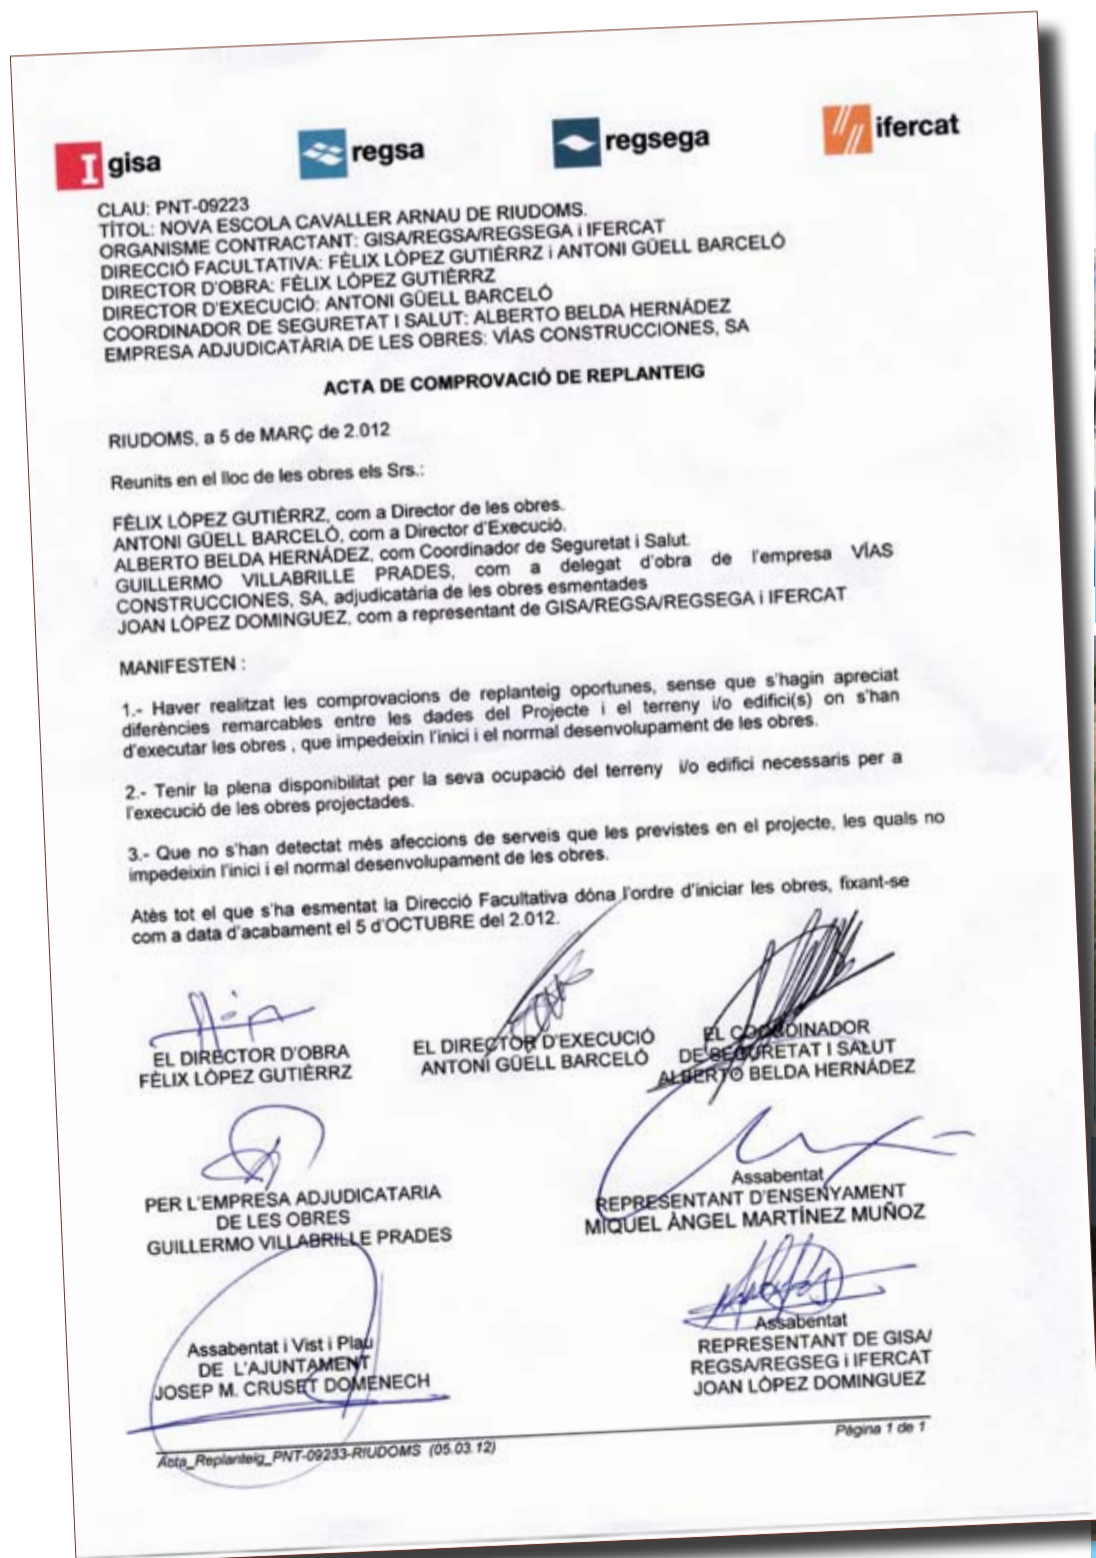 gisa
regsa
regsega
ifercat
CLAU: PNT-09223
TÍTOL: NOVA ESCOLA CAVALLER ARNAU DE RIUDOMS.
ORGANISME CONTRACTANT: GISA/REGSA/REGSEGA i IFERCAT
DIRECCIÓ FACULTATIVA: FÈLIX LÓPEZ GUTIÈRRZ i ANTONI GÜELL BARCELÓ
DIRECTOR D'OBRA: FÈLIX LÓPEZ GUTIÈRRZ
DIRECTOR D'EXECUCIÓ: ANTONI GÜELL BARCELÓ
COORDINADOR DE SEGURETAT I SALUT: ALBERTO BELDA HERNÁDEZ
EMPRESA ADJUDICATÀRIA DE LES OBRES: VÍAS CONSTRUCCIONES, SA
ACTA DE COMPROVACIÓ DE REPLANTEIG
RIUDOMS, a 5 de MARÇ de 2.012
Reunits en el lloc de les obres els Srs.:
FÈLIX LÓPEZ GUTIÈRRZ, com a Director de les obres.
ANTONI GÜELL BARCELÓ, com a Director d'Execució.
ALBERTO BELDA HERNÁDEZ, com Coordinador de Seguretat i Salut.
GUILLERMO VILLABRILLE PRADES, com a delegat d'obra de l'empresa VÍAS
CONSTRUCCIONES, SA, adjudicatària de les obres esmentades
JOAN LÓPEZ DOMINGUEZ, com a representant de GISA/REGSA/REGSEGA i IFERCAT
MANIFESTEN :
1.- Haver realitzat les comprovacions de replanteig oportunes, sense que s'hagin apreciat
diferències remarcables entre les dades del Projecte i el terreny i/o edifici(s) on s'han
d'executar les obres , que impedeixin l'inici i el normal desenvolupament de les obres.
2.- Tenir la plena disponibilitat per la seva ocupació del terreny i/o edifici necessaris per a
l'execució de les obres projectades.
3.- Que no s'han detectat més afeccions de serveis que les previstes en el projecte, les quals no
impedeixin l'inici i el normal desenvolupament de les obres.
Atès tot el que s'ha esmentat la Direcció Facultativa dóna l'ordre d'iniciar les obres, fixant-se
com a data d'acabament el 5 d'OCTUBRE del 2.012.
EL DIRECTOR D'OBRA
FÈLIX LÓPEZ GUTIÈRRZ
EL DIRECTOR D'EXECUCIÓ
ANTONI GÜELL BARCELÓ
EL COORDINADOR
DE SEGURETAT I SALUT
ALBERTO BELDA HERNÁDEZ
PER L'EMPRESA ADJUDICATARIA
DE LES OBRES
GUILLERMO VILLABRILLE PRADES
Assabentat
REPRESENTANT D'ENSENYAMENT
MIQUEL ÀNGEL MARTÍNEZ MUÑOZ
Assabentat i Vist i Plau
DE L'AJUNTAMENT
JOSEP M. CRUSET DOMENECH
Assabentat
REPRESENTANT DE GISA/
REGSA/REGSEG i IFERCAT
JOAN LÓPEZ DOMINGUEZ
Página 1 de 1
Acta_Replanteig_PNT-09233-RIUDOMS (05.03.12)